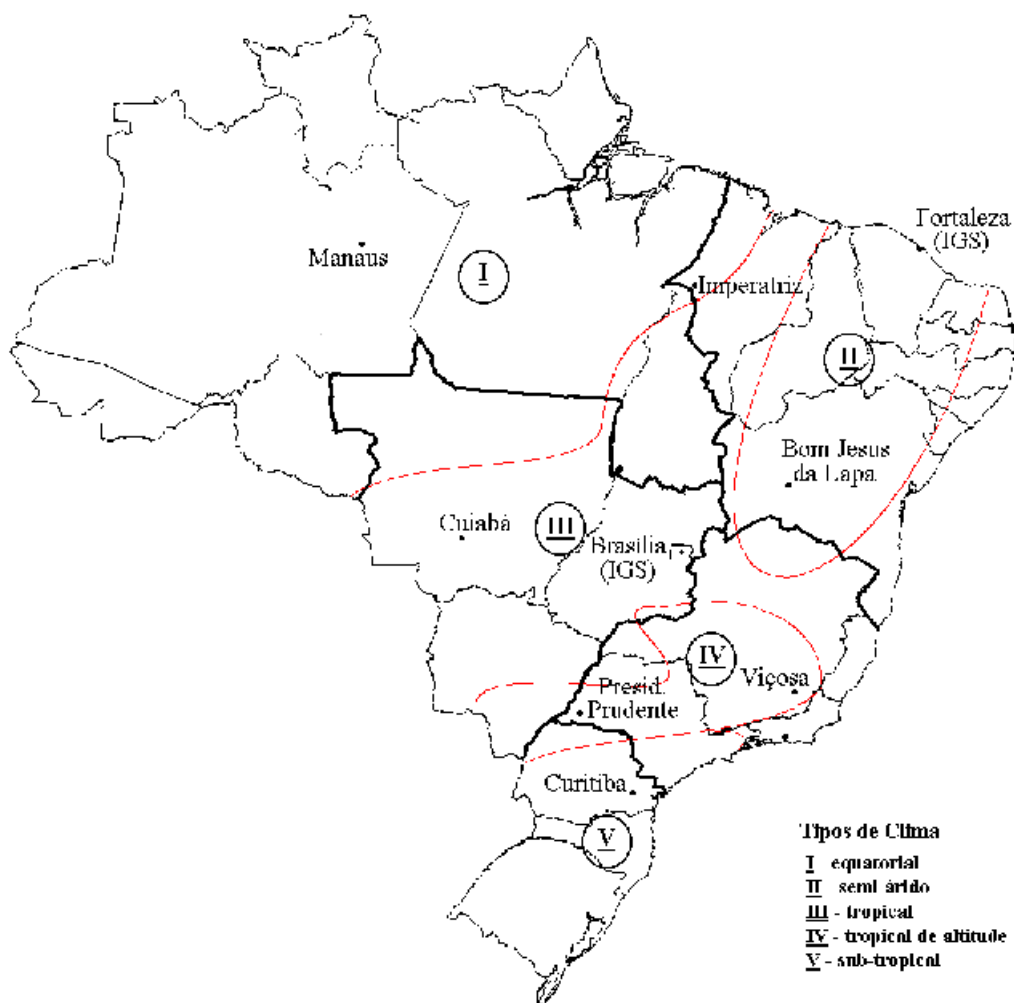 Fortaleza
(IGS)
Manaus
I
Imperatriz
II
Bom Jesus
da Lapa
Cuiabá
III
Brasília
(IGS)
IV
Viçosa
Presid.
Prudente
Curitiba
V
Tipos de Clima
I - equatorial
II - semi árido
III - tropical
IV - tropical de altitude
V - sub-tropical